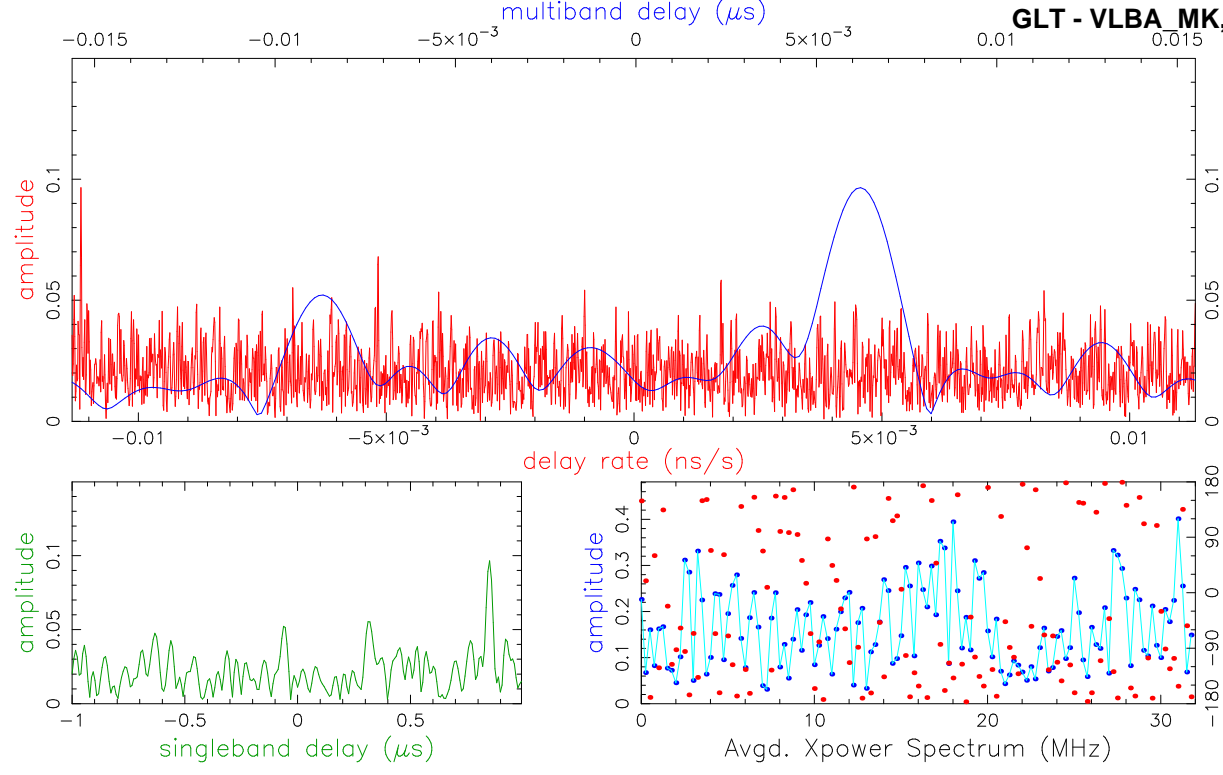 multiband delay (μs)
GLT - VLBA_MK,
−0.015 −0.01 −5×10⁻³ 0 5×10⁻³ 0.01 0.015
amplitude
0 0.05 0.1
0 0.05 0.1
−0.01 −5×10⁻³ 0 5×10⁻³ 0.01
delay rate (ns/s)
amplitude
0 0.05 0.1
−1 −0.5 0 0.5
singleband delay (μs)
amplitude
0 0.1 0.2 0.3 0.4
−180 −90 0 90 180
0 10 20 30
Avgd. Xpower Spectrum (MHz)